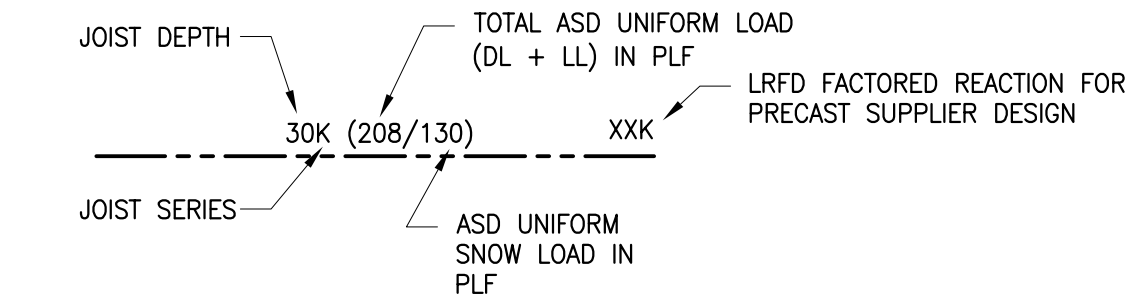 JOIST DEPTH
TOTAL ASD UNIFORM LOAD
(DL + LL) IN PLF
LRFD FACTORED REACTION FOR
PRECAST SUPPLIER DESIGN
30K (208/130)
XXK
JOIST SERIES
ASD UNIFORM
SNOW LOAD IN
PLF